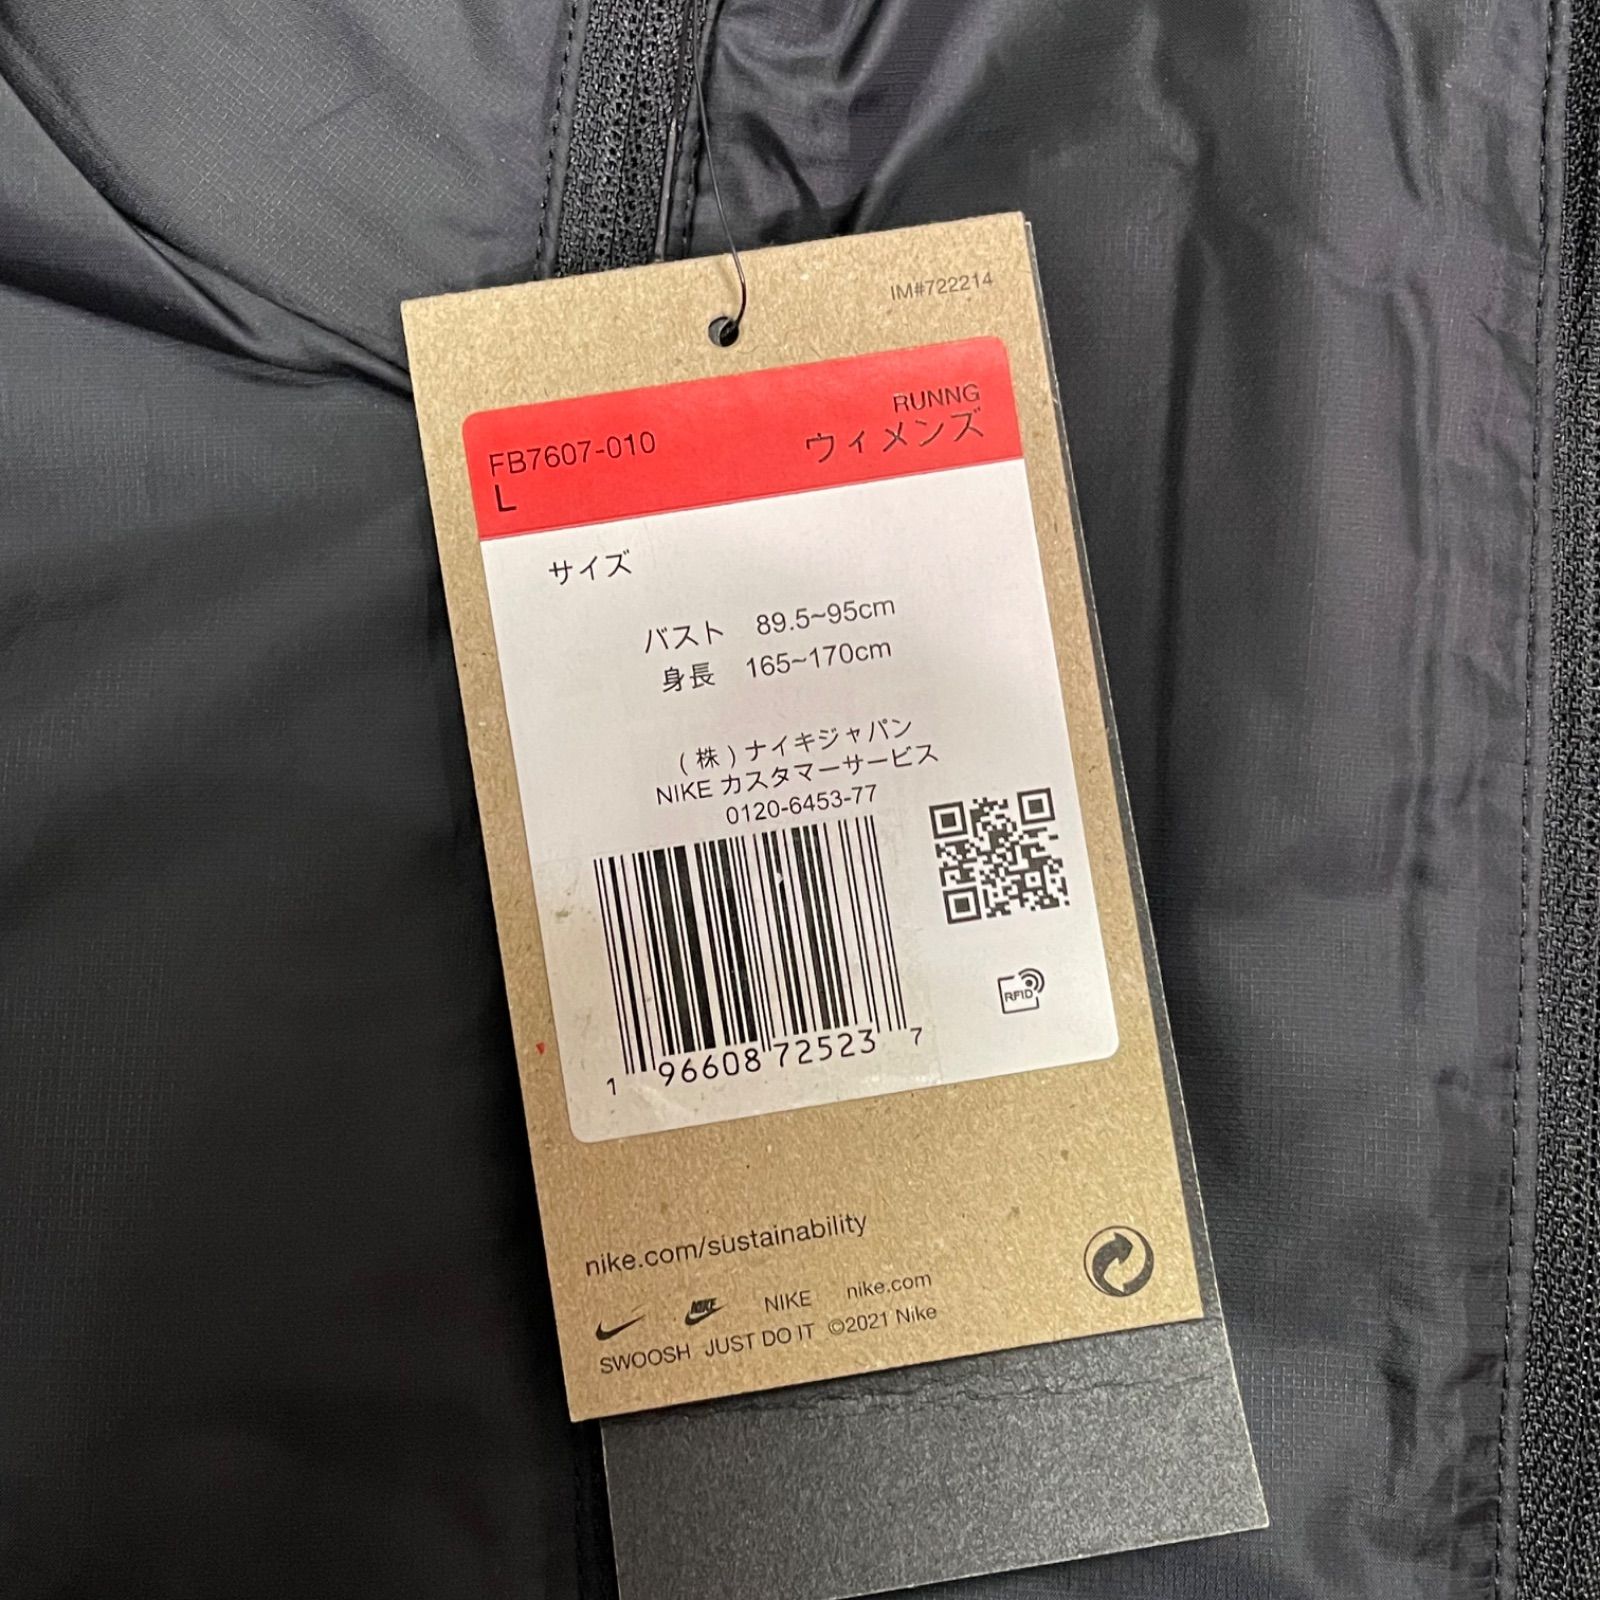 IM#722214
RUNNG
FB7607-010
ウィメンズ
L
サイズ
バスト 89.5~95cm
身長 165~170cm
(株)ナイキジャパン
NIKE カスタマーサービス
0120-6453-77
RFID
1 96608 72523 7
nike.com/sustainability
NIKE NIKE nike.com
SWOOSH JUST DO IT ©2021 Nike